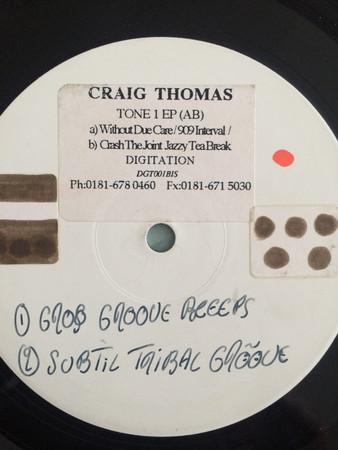 CRAIG THOMAS
TONE 1 EP (AB)
a) Without Due Care / 909 Interval /
b) Crash The Joint Jazzy Tea Break
DIGITATION
DGT001BIS
Ph:0181-678 0460 Fx:0181-671 5030
① GROB GROOVE BLEEPS
② SUBTIL TRIBAL GROOVE